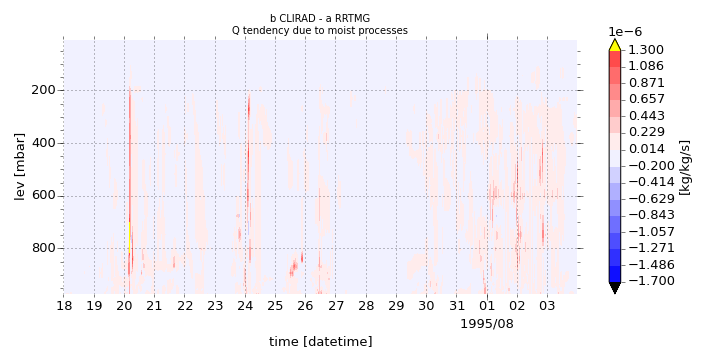 b CLIRAD - a RRTMG
Q tendency due to moist processes
1e−6
1.300
1.086
0.871
0.657
0.443
0.229
0.014
−0.200
−0.414
−0.629
−0.843
−1.057
−1.271
−1.486
−1.700
[kg/kg/s]
lev [mbar]
200
400
600
800
18 19 20 21 22 23 24 25 26 27 28 29 30 31 01 02 03
1995/08
time [datetime]